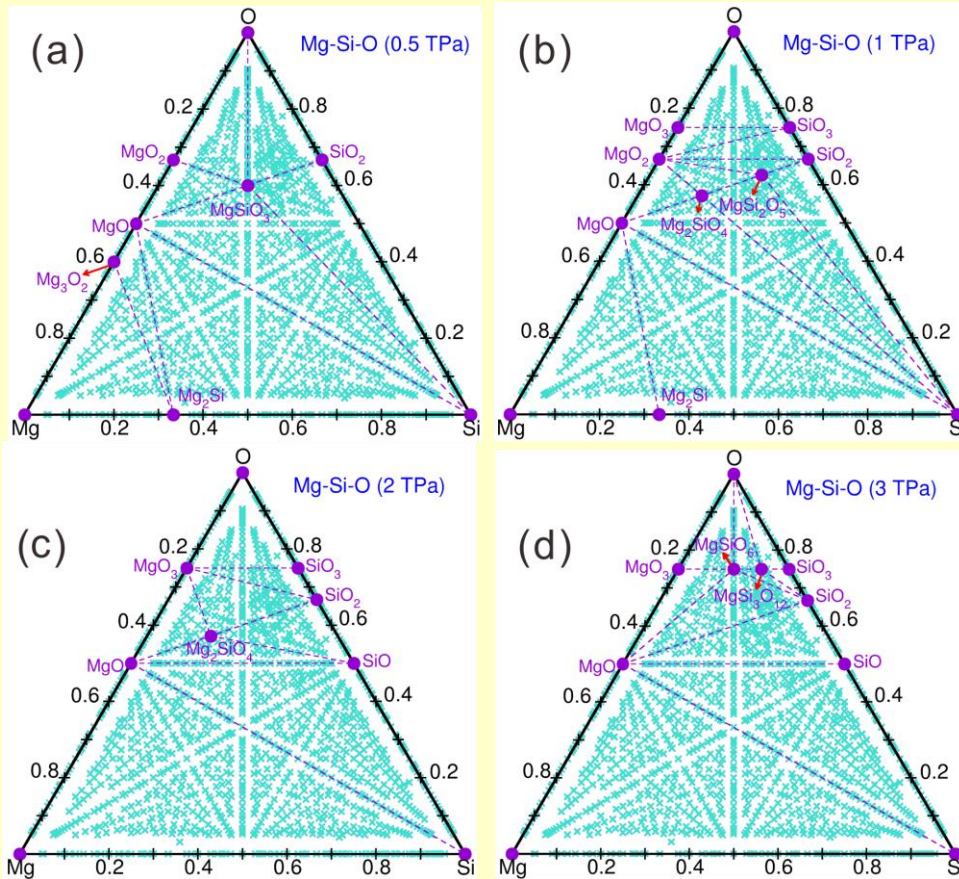 (a)
O
Mg-Si-O (0.5 TPa)
0.2
0.8
MgO₂
SiO₂
0.4
0.6
MgSiO₃
MgO
0.6
0.4
Mg₃O₂
0.8
0.2
Mg₂Si
Mg
0.2
0.4
0.6
0.8
Si
(b)
O
Mg-Si-O (1 TPa)
0.2
0.8
MgO₃
SiO₃
MgO₂
SiO₂
0.4
0.6
MgSi₂O₅
Mg₂SiO₄
MgO
0.6
0.4
0.8
0.2
Mg₂Si
Mg
0.2
0.4
0.6
0.8
S
(c)
O
Mg-Si-O (2 TPa)
0.2
0.8
MgO₃
SiO₃
SiO₂
0.4
0.6
Mg₂SiO₄
MgO
SiO
0.6
0.4
0.8
0.2
Mg
0.2
0.4
0.6
0.8
Si
(d)
O
Mg-Si-O (3 TPa)
0.2
0.8
MgSiO₆
MgO₃
SiO₃
MgSi₃O₁₂
SiO₂
0.4
0.6
MgO
SiO
0.6
0.4
0.8
0.2
Mg
0.2
0.4
0.6
0.8
S